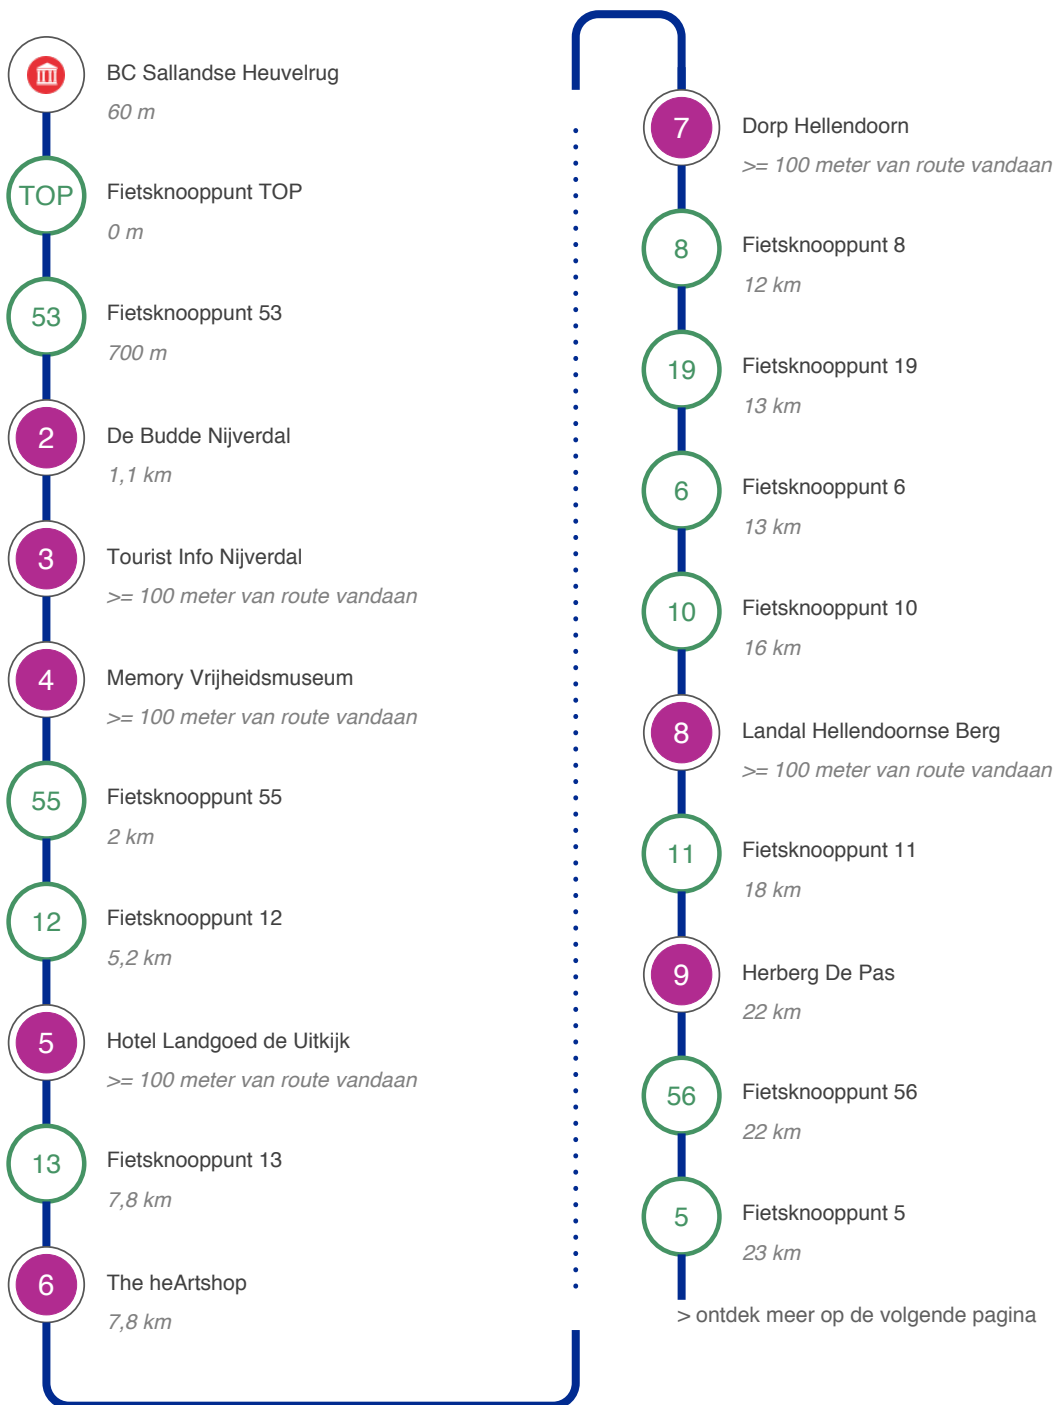 BC Sallandse Heuvelrug
60 m
TOP
Fietsknooppunt TOP
0 m
53
Fietsknooppunt 53
700 m
2
De Budde Nijverdal
1,1 km
3
Tourist Info Nijverdal
>= 100 meter van route vandaan
4
Memory Vrijheidsmuseum
>= 100 meter van route vandaan
55
Fietsknooppunt 55
2 km
12
Fietsknooppunt 12
5,2 km
5
Hotel Landgoed de Uitkijk
>= 100 meter van route vandaan
13
Fietsknooppunt 13
7,8 km
6
The heArtshop
7,8 km
7
Dorp Hellendoorn
>= 100 meter van route vandaan
8
Fietsknooppunt 8
12 km
19
Fietsknooppunt 19
13 km
6
Fietsknooppunt 6
13 km
10
Fietsknooppunt 10
16 km
8
Landal Hellendoornse Berg
>= 100 meter van route vandaan
11
Fietsknooppunt 11
18 km
9
Herberg De Pas
22 km
56
Fietsknooppunt 56
22 km
5
Fietsknooppunt 5
23 km
> ontdek meer op de volgende pagina